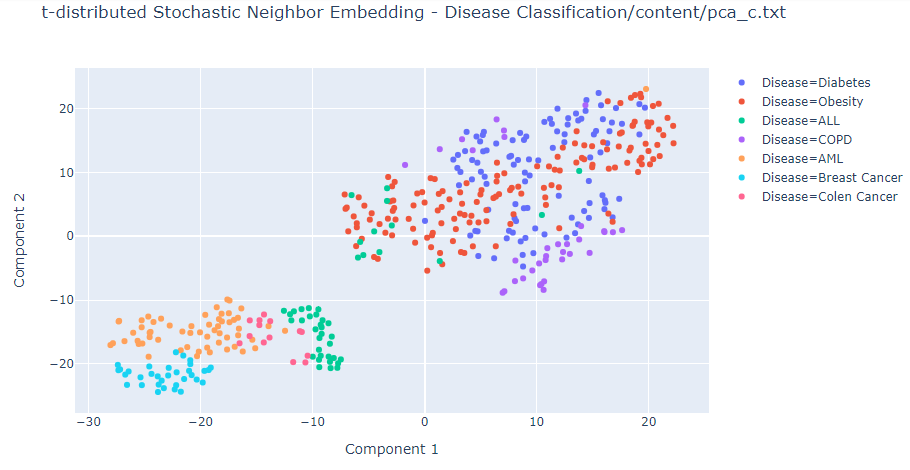 t-distributed Stochastic Neighbor Embedding - Disease Classification/content/pca_c.txt
Disease=Diabetes
Disease=Obesity
Disease=ALL
Disease=COPD
Disease=AML
Disease=Breast Cancer
Disease=Colen Cancer
Component 2
20
10
0
−10
−20
−30
−20
−10
0
10
20
Component 1